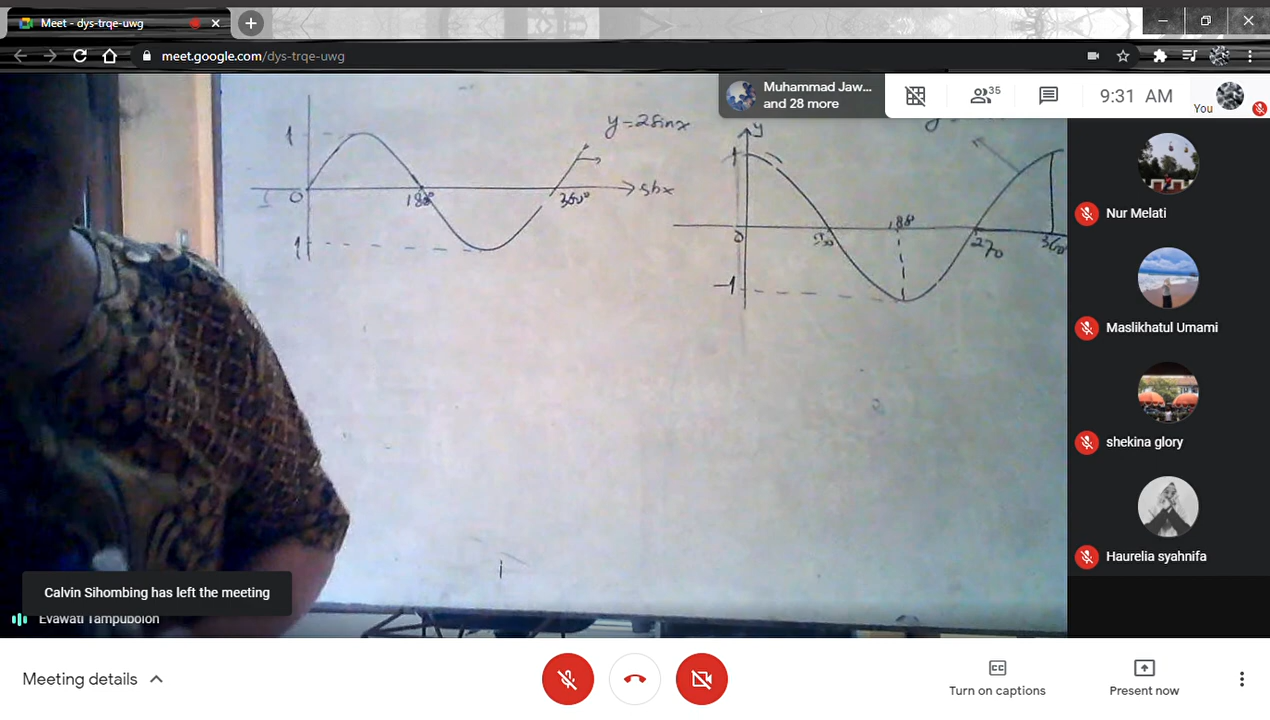 Meet - dys-trqe-uwg
meet.google.com/dys-trqe-uwg
Muhammad Jaw...
and 28 more
35
9:31 AM
You
1
0
1
180°
360°
sbx
y=2sinx
y
1
0
-1
180°
270
360
Nur Melati
Maslikhatul Umami
shekina glory
Haurelia syahnifa
Calvin Sihombing has left the meeting
Evawati Tampubolon
Meeting details
CC
Turn on captions
Present now